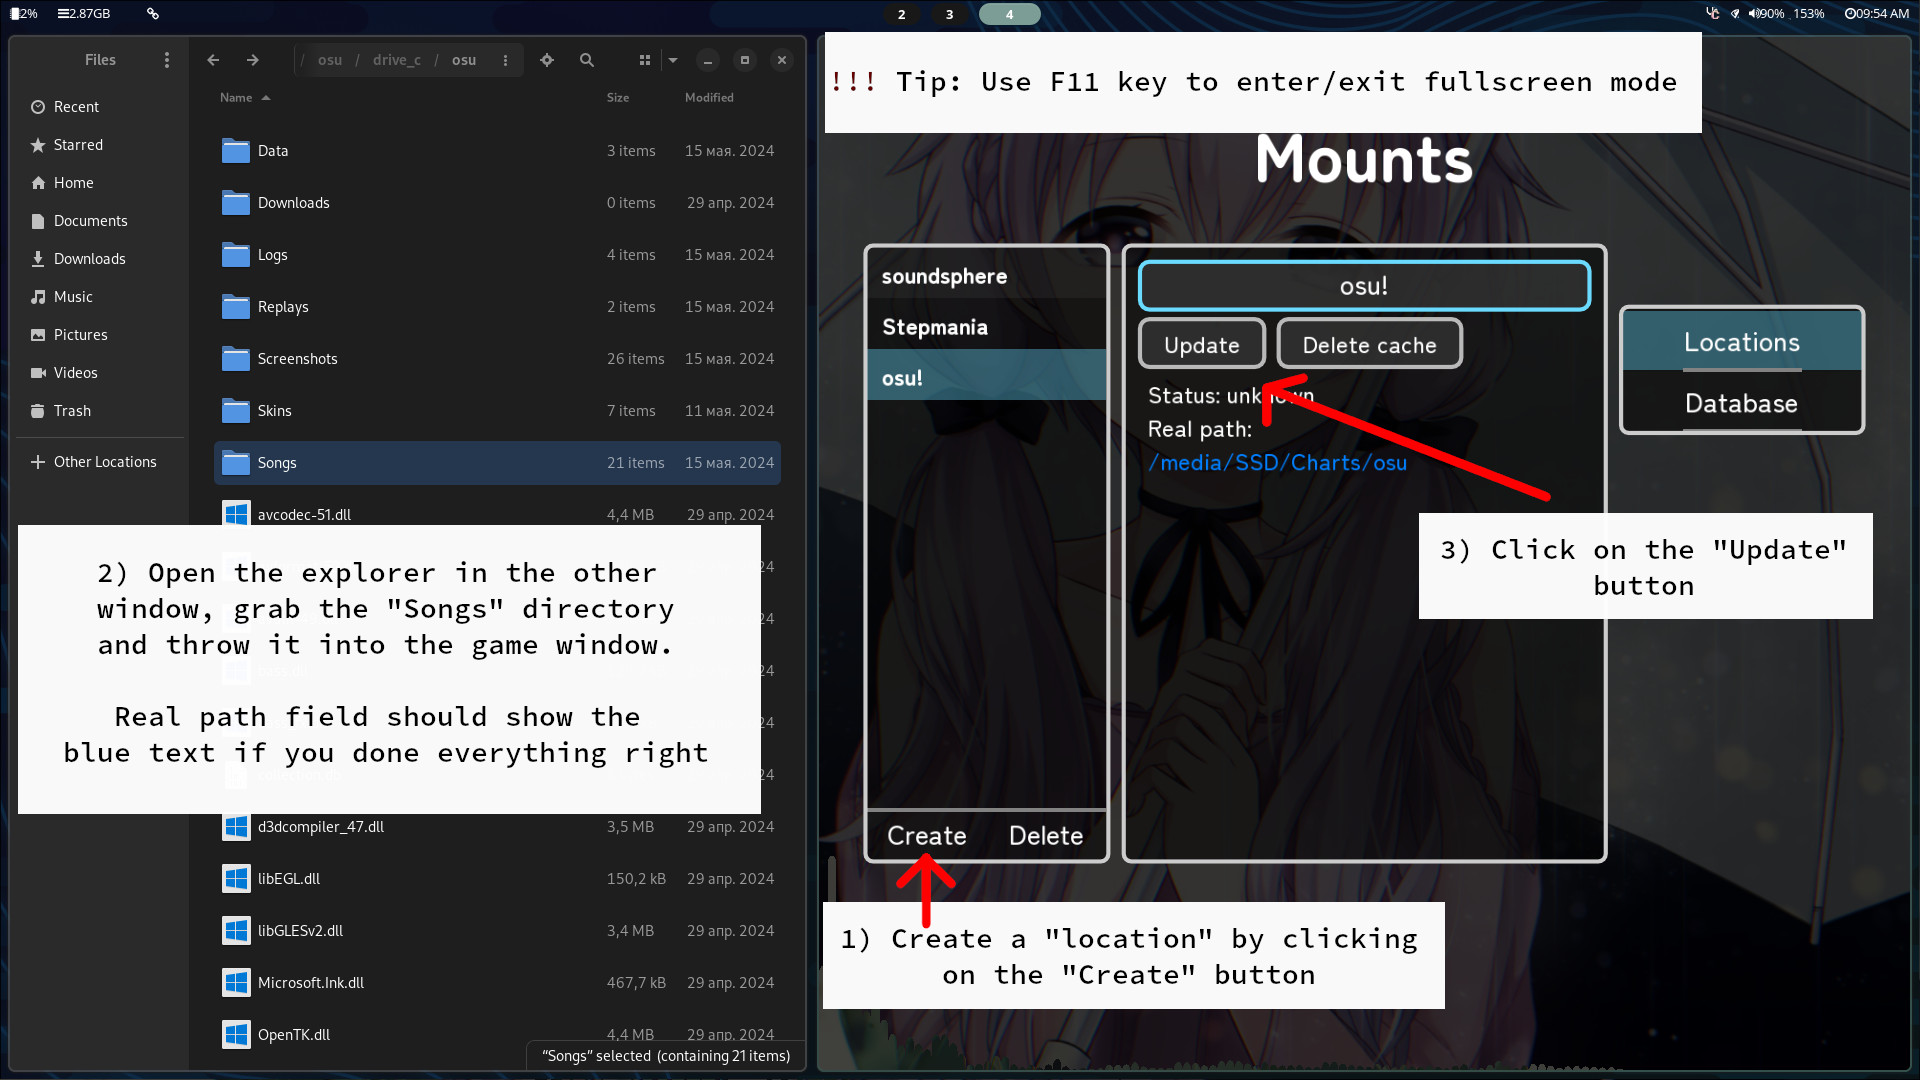 2% 2.87GB
2 3 4
90% 153% 09:54 AM
Files
/ osu / drive_c / osu
Recent
Starred
Home
Documents
Downloads
Music
Pictures
Videos
Trash
Other Locations
Name Size Modified
Data 3 items 15 мая. 2024
Downloads 0 items 29 апр. 2024
Logs 4 items 15 мая. 2024
Replays 2 items 15 мая. 2024
Screenshots 26 items 15 мая. 2024
Skins 7 items 11 мая. 2024
Songs 21 items 15 мая. 2024
avcodec-51.dll 4,4 MB 29 апр. 2024
2) Open the explorer in the other
window, grab the "Songs" directory
and throw it into the game window.
Real path field should show the
blue text if you done everything right
d3dcompiler_47.dll 3,5 MB 29 апр. 2024
libEGL.dll 150,2 kB 29 апр. 2024
libGLESv2.dll 3,4 MB 29 апр. 2024
Microsoft.Ink.dll 467,7 kB 29 апр. 2024
OpenTK.dll 4,4 MB 29 апр. 2024
"Songs" selected (containing 21 items)
!!! Tip: Use F11 key to enter/exit fullscreen mode
Mounts
soundsphere
Stepmania
osu!
Create Delete
osu!
Update Delete cache
Status: unknown
Real path:
/media/SSD/Charts/osu
Locations
Database
3) Click on the "Update"
button
1) Create a "location" by clicking
on the "Create" button